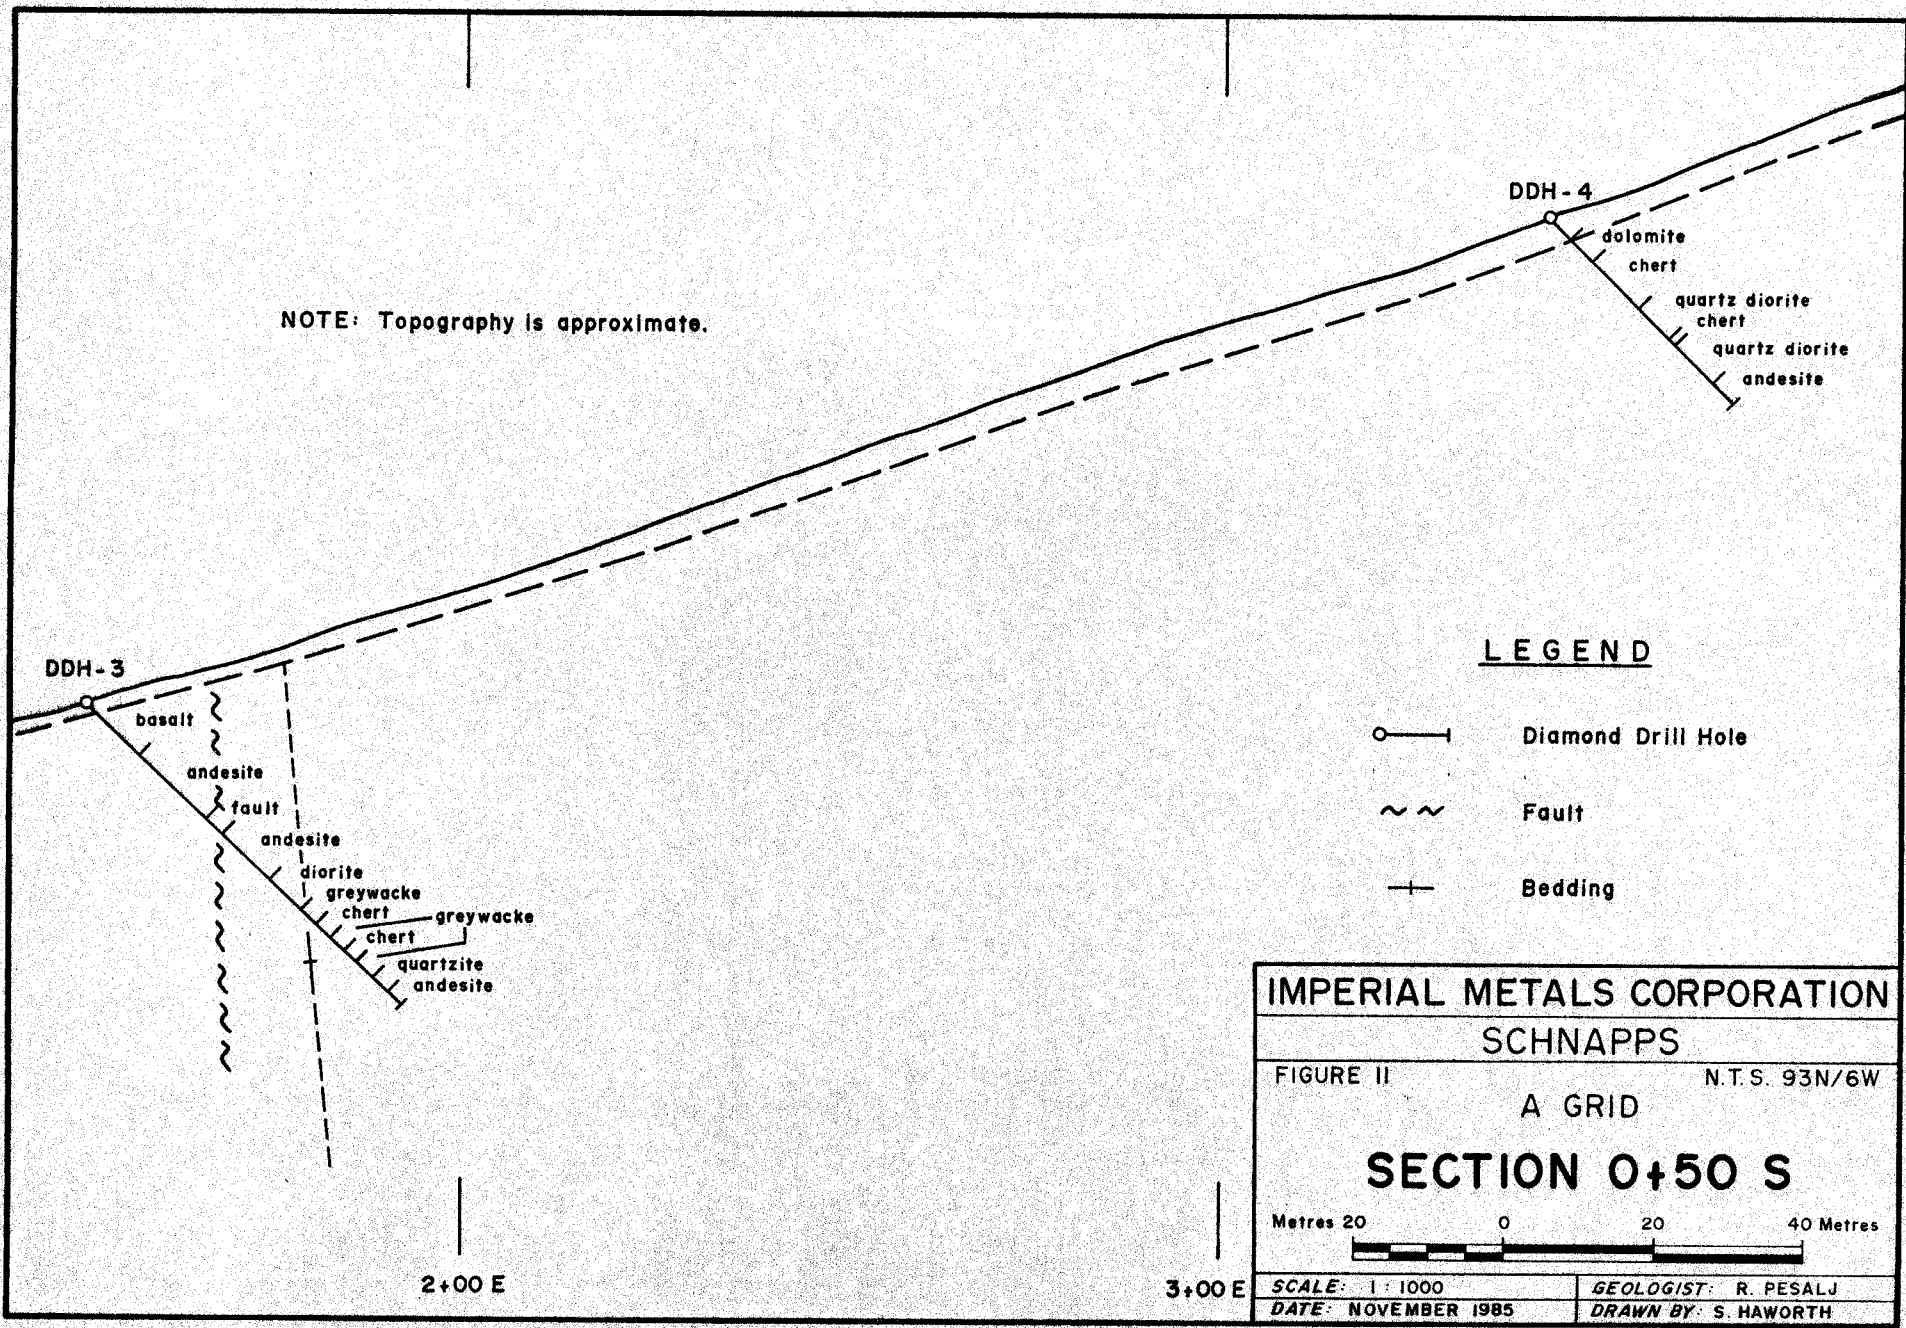 DDH-4
dolomite
chert
quartz diorite
chert
quartz diorite
andesite
NOTE: Topography is approximate.
DDH-3
basalt
andesite
fault
andesite
diorite
greywacke
chert
greywacke
chert
quartzite
andesite
LEGEND
Diamond Drill Hole
Fault
Bedding
2+00 E
3+00 E
IMPERIAL METALS CORPORATION
SCHNAPPS
FIGURE 11 N.T.S. 93N/6W
A GRID
SECTION 0+50 S
Metres 20 0 20 40 Metres
SCALE: 1:1000 GEOLOGIST: R. PESALJ
DATE: NOVEMBER 1985 DRAWN BY: S. HAWORTH